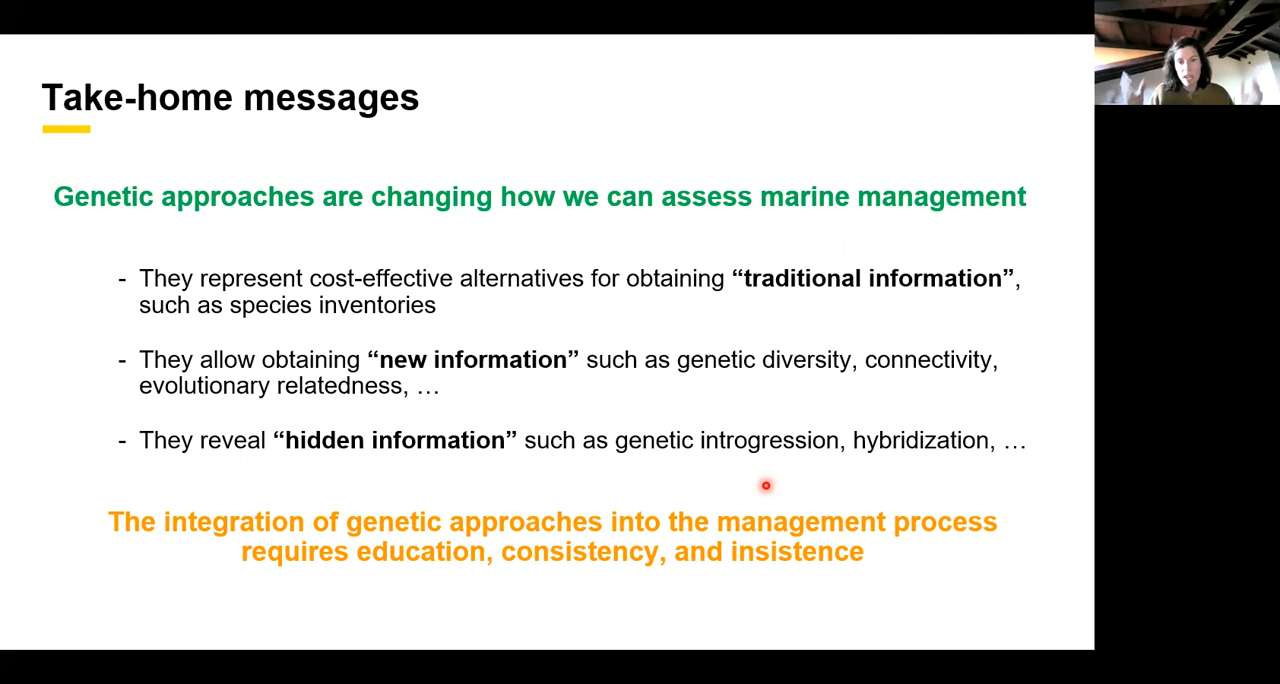 Take-home messages
Genetic approaches are changing how we can assess marine management
- They represent cost-effective alternatives for obtaining “traditional information”,
such as species inventories
- They allow obtaining “new information” such as genetic diversity, connectivity,
evolutionary relatedness, …
- They reveal “hidden information” such as genetic introgression, hybridization, …
The integration of genetic approaches into the management process
requires education, consistency, and insistence